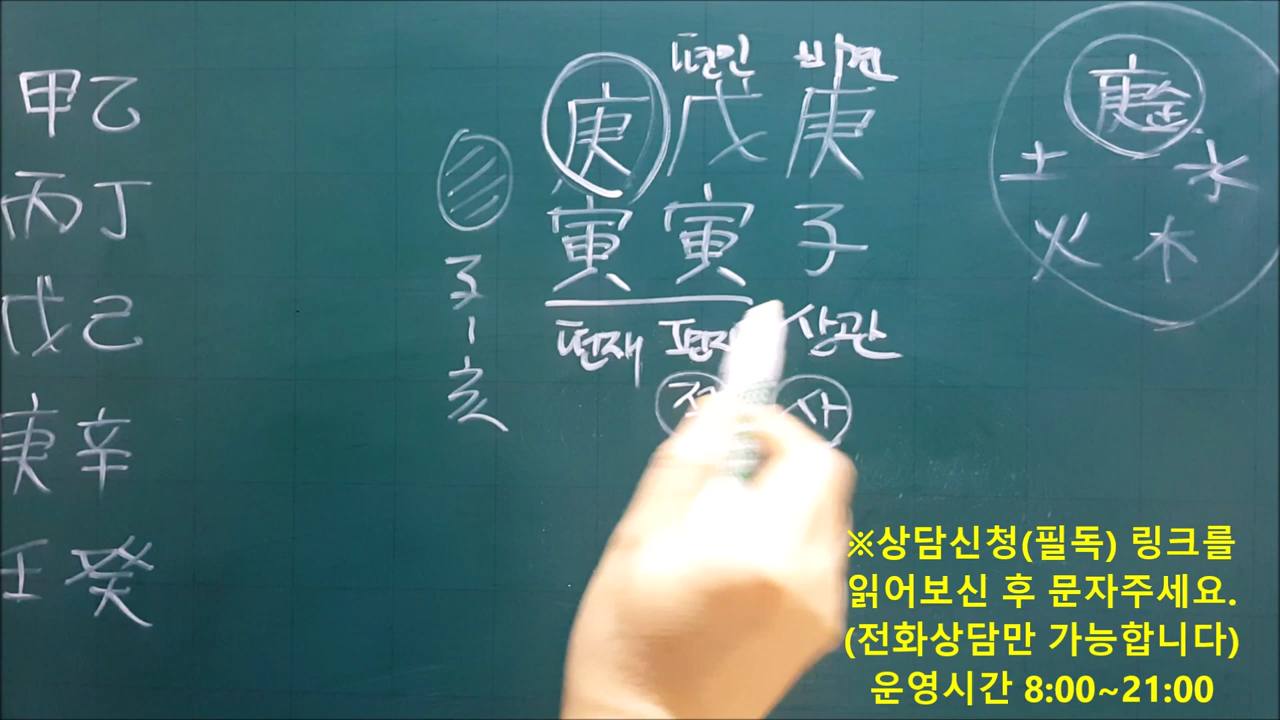 甲乙
丙丁
戊己
庚辛
壬癸
子~亥
편인 비견
庚戊庚
寅寅子
편재 편재 상관
사
庚金
土 水
火 木
※상담신청(필독) 링크를
읽어보신 후 문자주세요.
(전화상담만 가능합니다)
운영시간 8:00~21:00